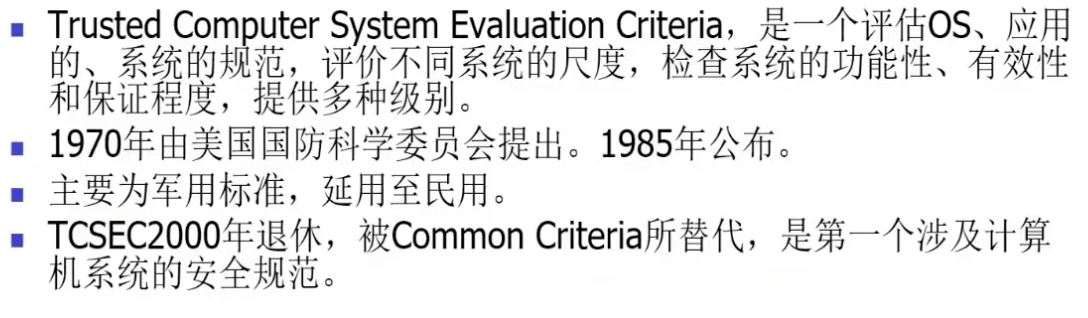 Trusted Computer System Evaluation Criteria，是一个评估OS、应用
的、系统的规范，评价不同系统的尺度，检查系统的功能性、有效性
和保证程度，提供多种级别。
1970年由美国国防科学委员会提出。1985年公布。
主要为军用标准，延用至民用。
TCSEC2000年退休，被Common Criteria所替代，是第一个涉及计算
机系统的安全规范。